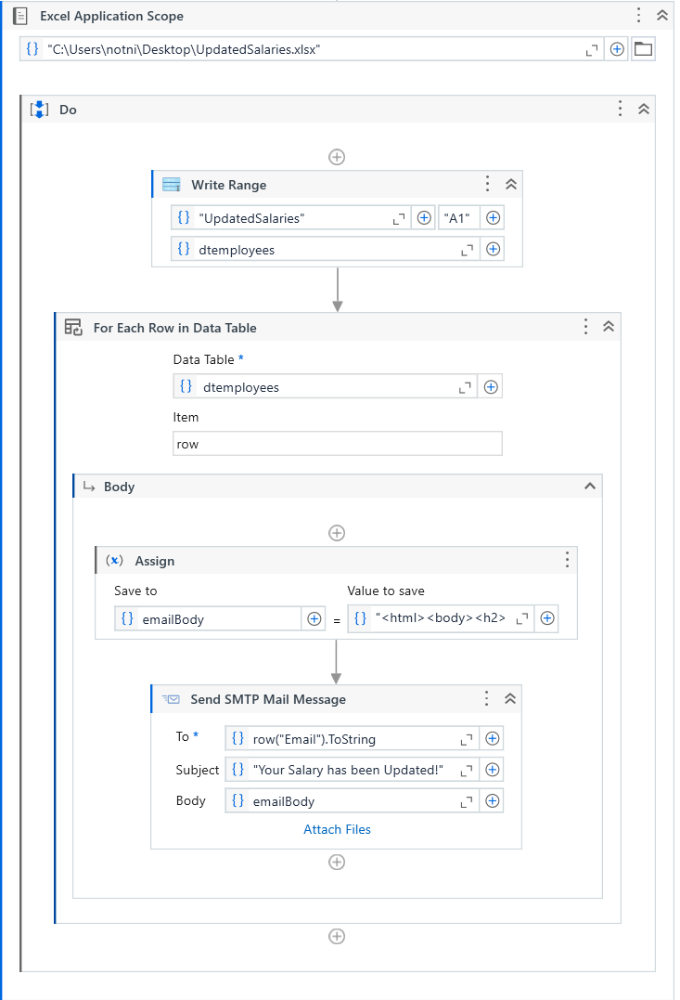 Excel Application Scope
"C:\Users\notni\Desktop\UpdatedSalaries.xlsx"
Do
Write Range
"UpdatedSalaries" "A1"
dtemployees
For Each Row in Data Table
Data Table *
dtemployees
Item
row
Body
(x) Assign
Save to Value to save
emailBody = "<html><body><h2>
Send SMTP Mail Message
To * row("Email").ToString
Subject "Your Salary has been Updated!"
Body emailBody
Attach Files